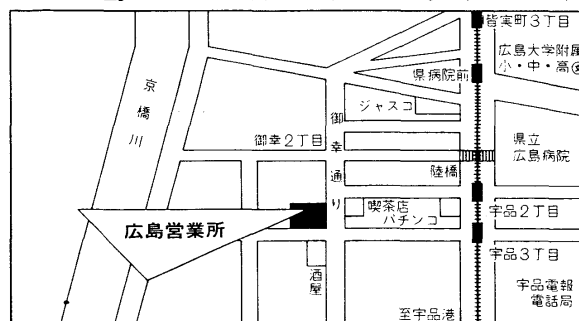 皆実町3丁目
広島大学附属
小・中・高
県病院前
京橋川
ジャスコ
御幸通り
御幸2丁目
県立
広島病院
陸橋
喫茶店
パチンコ
宇品2丁目
広島営業所
宇品3丁目
酒屋
宇品電報
電話局
至宇品港